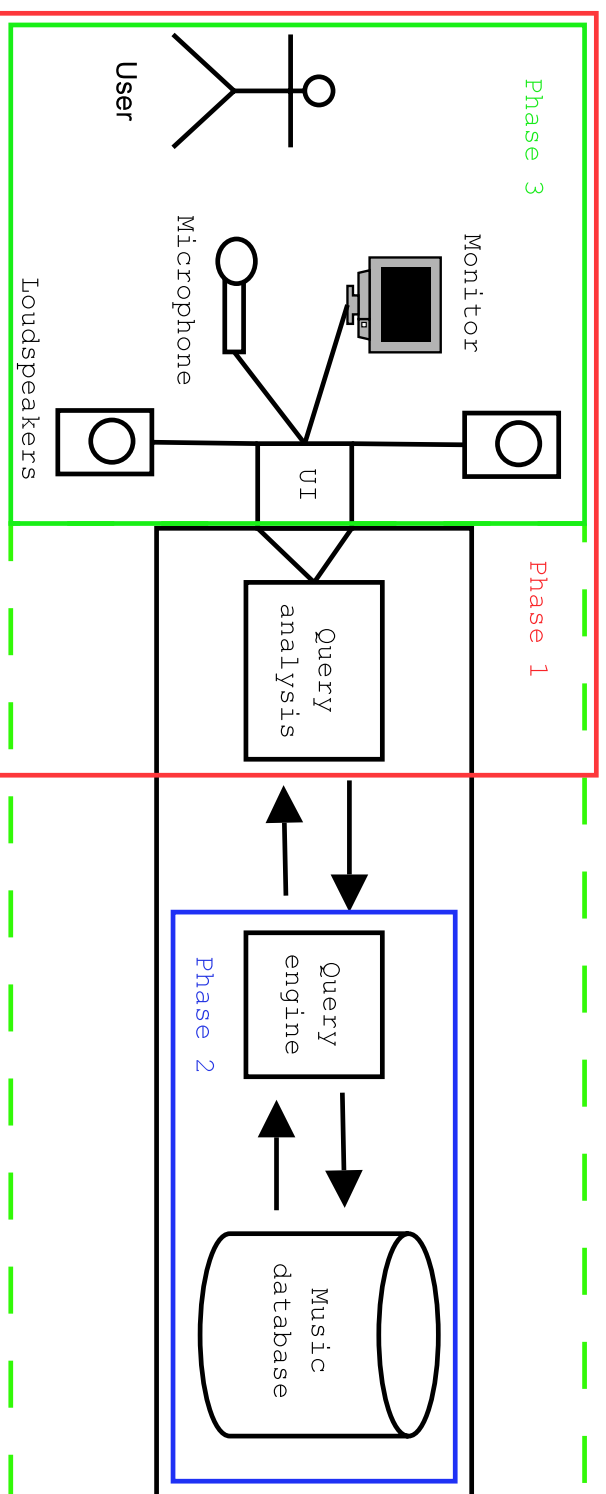 Phase 3
User
Monitor
Microphone
Loudspeakers
UI
Phase 1
Query
analysis
Query
engine
Phase 2
Music
database